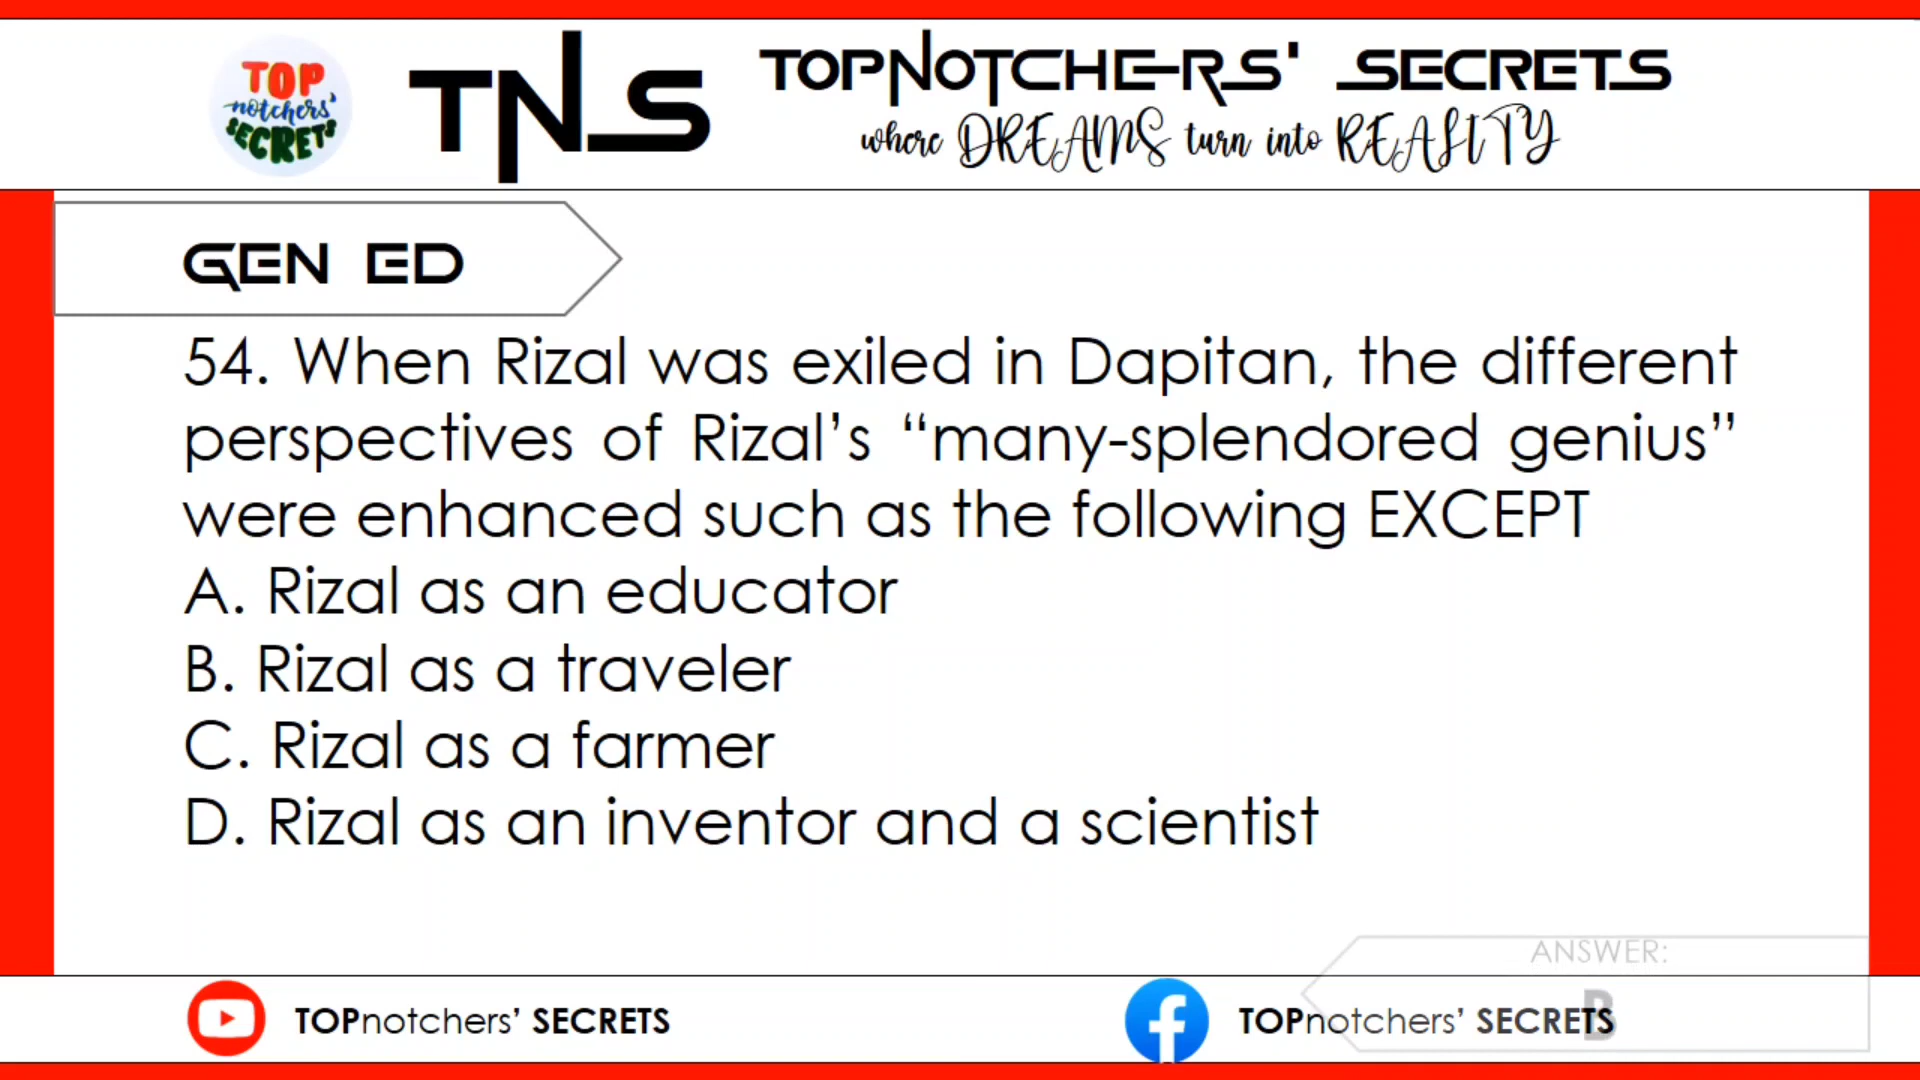 TOP
notchers'
SECRETS
TNS
TOPNOTCHERS' SECRETS
where DREAMS turn into REALITY
GEN ED
54. When Rizal was exiled in Dapitan, the different
perspectives of Rizal’s “many-splendored genius”
were enhanced such as the following EXCEPT
A. Rizal as an educator
B. Rizal as a traveler
C. Rizal as a farmer
D. Rizal as an inventor and a scientist
ANSWER:
B
TOPnotchers’ SECRETS
TOPnotchers’ SECRETS